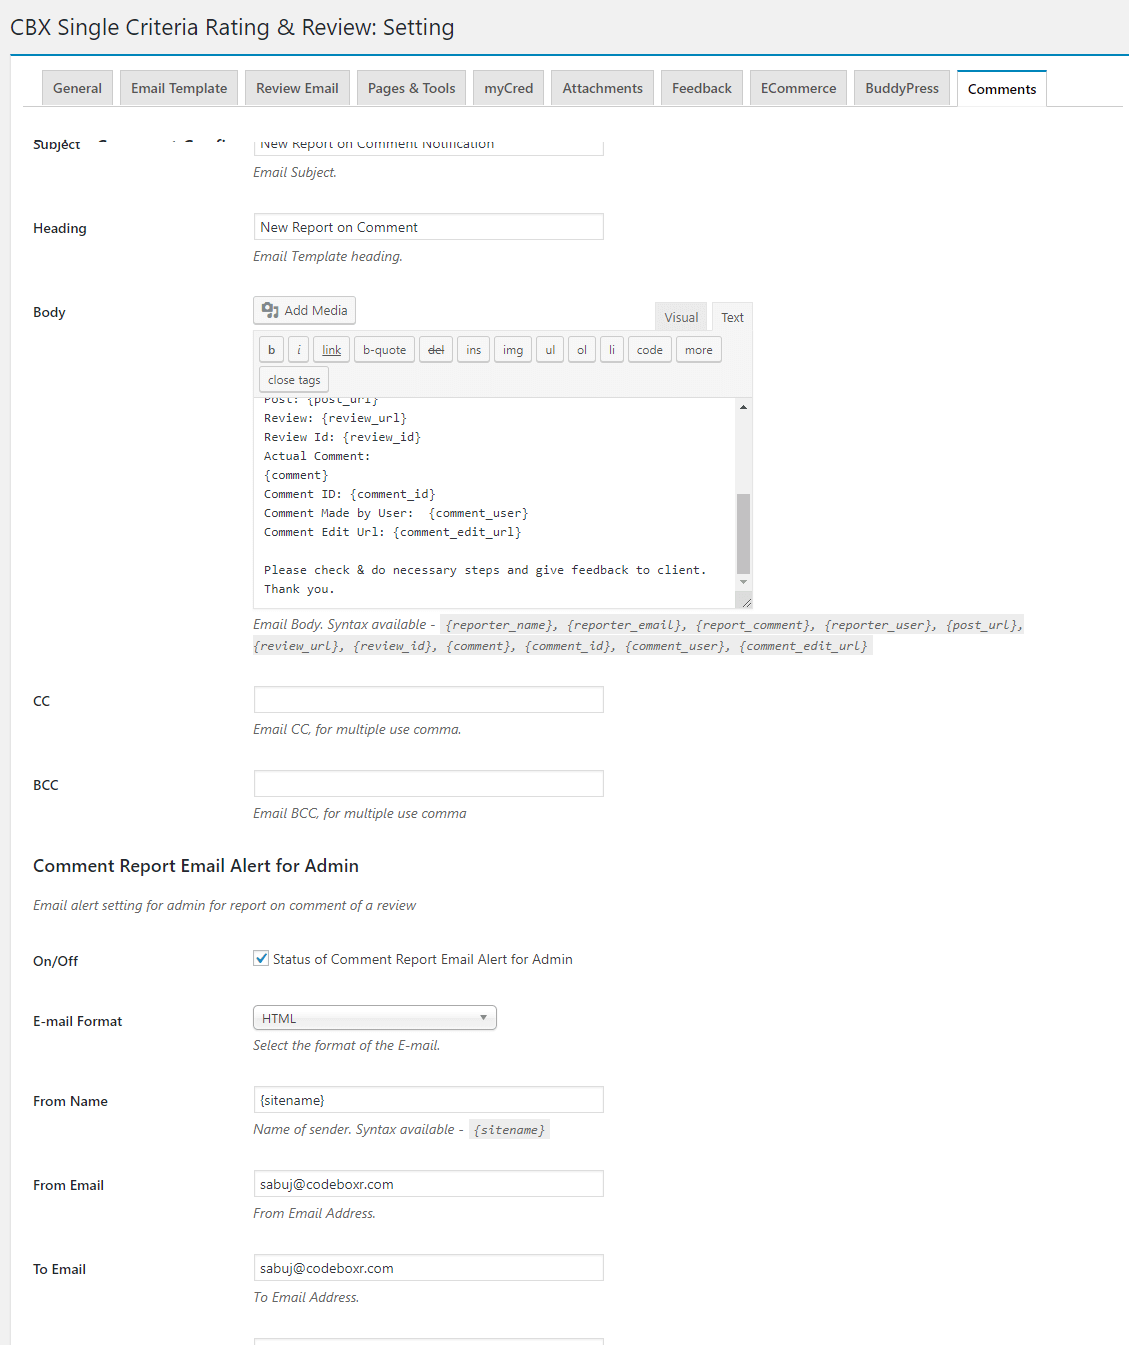 CBX Single Criteria Rating & Review: Setting
General Email Template Review Email Pages & Tools myCred Attachments Feedback ECommerce BuddyPress Comments
Subject New Report on Comment Notification
Email Subject.
Heading New Report on Comment
Email Template heading.
Body Add Media Visual Text
b i link b-quote del ins img ul ol li code more
close tags
Post: {post_url}
Review: {review_url}
Review Id: {review_id}
Actual Comment:
{comment}
Comment ID: {comment_id}
Comment Made by User:  {comment_user}
Comment Edit Url: {comment_edit_url}
Please check & do necessary steps and give feedback to client.
Thank you.
Email Body. Syntax available - {reporter_name}, {reporter_email}, {report_comment}, {reporter_user}, {post_url},
{review_url}, {review_id}, {comment}, {comment_id}, {comment_user}, {comment_edit_url}
CC
Email CC, for multiple use comma.
BCC
Email BCC, for multiple use comma
Comment Report Email Alert for Admin
Email alert setting for admin for report on comment of a review
On/Off Status of Comment Report Email Alert for Admin
E-mail Format HTML
Select the format of the E-mail.
From Name {sitename}
Name of sender. Syntax available - {sitename}
From Email sabuj@codeboxr.com
From Email Address.
To Email sabuj@codeboxr.com
To Email Address.